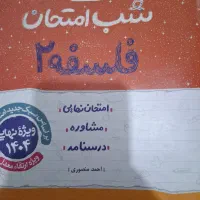 شب امتحان
فلسفه ۲
امتحان نهایی
مشاوره
درسنامه
(احمد منصوری)
ویژه نهایی
۱۴۰۴